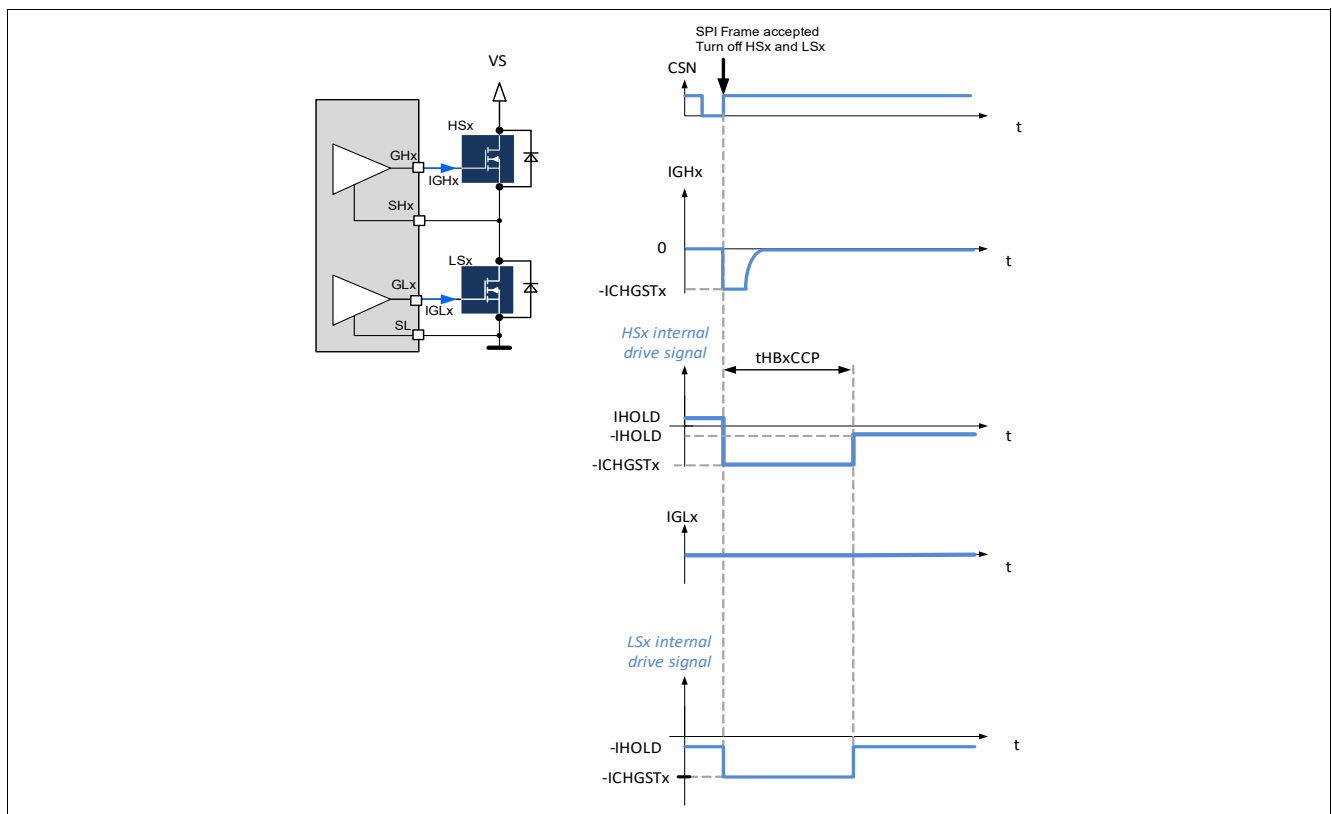 SPI Frame accepted
Turn off HSx and LSx
VS
CSN
t
HSx
GHx
IGHx
SHx
LSx
GLx
IGLx
SL
IGHx
0
t
-ICHGSTx
HSx internal
drive signal
tHBxCCP
IHOLD
-IHOLD
t
-ICHGSTx
IGLx
t
LSx internal
drive signal
-IHOLD
t
-ICHGSTx